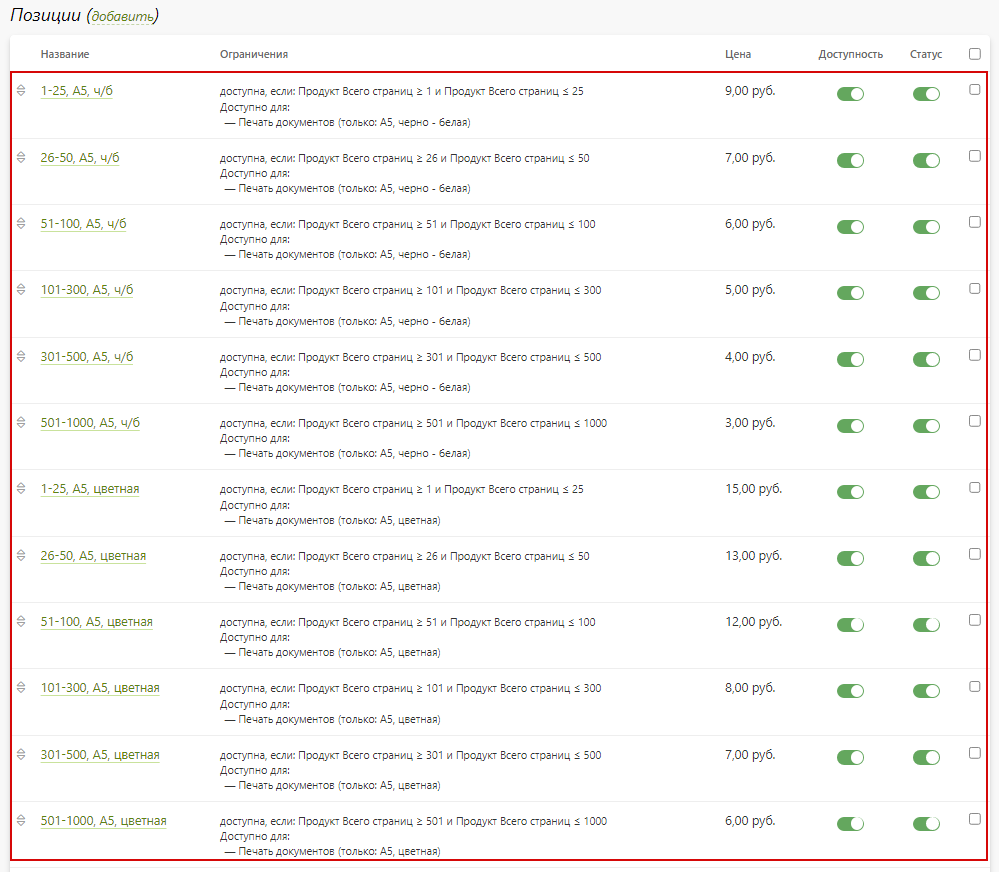 Позиции (добавить)
Название Ограничения Цена Доступность Статус
1-25, А5, ч/б доступна, если: Продукт Всего страниц ≥ 1 и Продукт Всего страниц ≤ 25 9,00 руб.
Доступно для:
— Печать документов (только: А5, черно - белая)
26-50, А5, ч/б доступна, если: Продукт Всего страниц ≥ 26 и Продукт Всего страниц ≤ 50 7,00 руб.
Доступно для:
— Печать документов (только: А5, черно - белая)
51-100, А5, ч/б доступна, если: Продукт Всего страниц ≥ 51 и Продукт Всего страниц ≤ 100 6,00 руб.
Доступно для:
— Печать документов (только: А5, черно - белая)
101-300, А5, ч/б доступна, если: Продукт Всего страниц ≥ 101 и Продукт Всего страниц ≤ 300 5,00 руб.
Доступно для:
— Печать документов (только: А5, черно - белая)
301-500, А5, ч/б доступна, если: Продукт Всего страниц ≥ 301 и Продукт Всего страниц ≤ 500 4,00 руб.
Доступно для:
— Печать документов (только: А5, черно - белая)
501-1000, А5, ч/б доступна, если: Продукт Всего страниц ≥ 501 и Продукт Всего страниц ≤ 1000 3,00 руб.
Доступно для:
— Печать документов (только: А5, черно - белая)
1-25, А5, цветная доступна, если: Продукт Всего страниц ≥ 1 и Продукт Всего страниц ≤ 25 15,00 руб.
Доступно для:
— Печать документов (только: А5, цветная)
26-50, А5, цветная доступна, если: Продукт Всего страниц ≥ 26 и Продукт Всего страниц ≤ 50 13,00 руб.
Доступно для:
— Печать документов (только: А5, цветная)
51-100, А5, цветная доступна, если: Продукт Всего страниц ≥ 51 и Продукт Всего страниц ≤ 100 12,00 руб.
Доступно для:
— Печать документов (только: А5, цветная)
101-300, А5, цветная доступна, если: Продукт Всего страниц ≥ 101 и Продукт Всего страниц ≤ 300 8,00 руб.
Доступно для:
— Печать документов (только: А5, цветная)
301-500, А5, цветная доступна, если: Продукт Всего страниц ≥ 301 и Продукт Всего страниц ≤ 500 7,00 руб.
Доступно для:
— Печать документов (только: А5, цветная)
501-1000, А5, цветная доступна, если: Продукт Всего страниц ≥ 501 и Продукт Всего страниц ≤ 1000 6,00 руб.
Доступно для:
— Печать документов (только: А5, цветная)